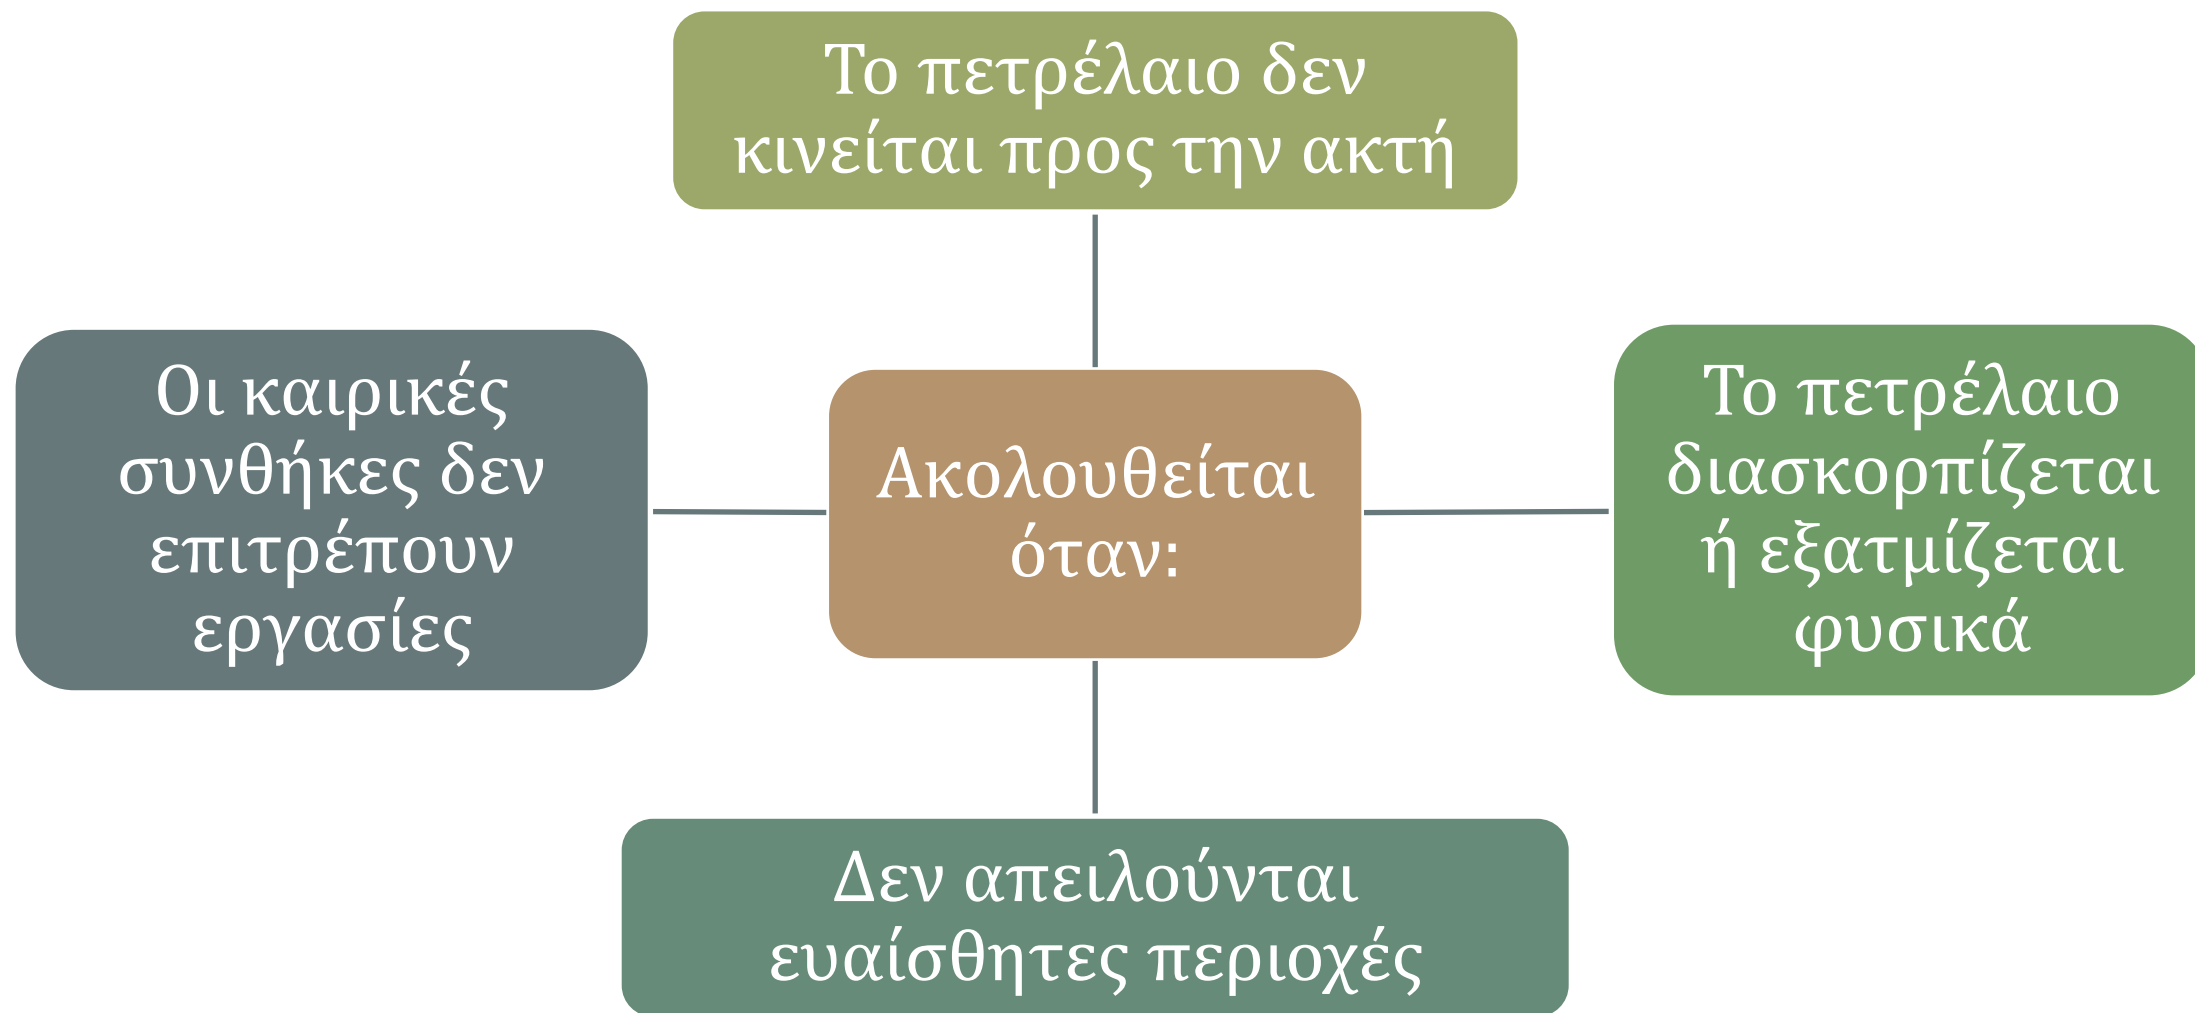 Το πετρέλαιο δεν
κινείται προς την ακτή
Οι καιρικές
συνθήκες δεν
επιτρέπουν
εργασίες
Ακολουθείται
όταν:
Το πετρέλαιο
διασκορπίζεται
ή εξατμίζεται
φυσικά
Δεν απειλούνται
ευαίσθητες περιοχές